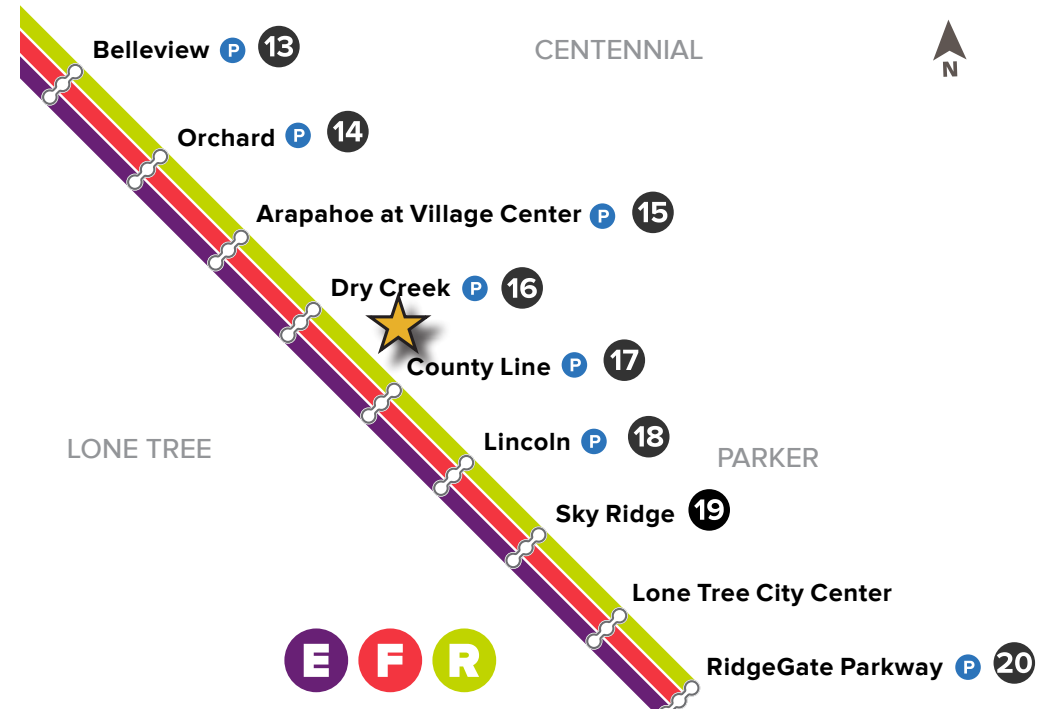 Belleview P 13
CENTENNIAL
N
Orchard P 14
Arapahoe at Village Center P 15
Dry Creek P 16
County Line P 17
LONE TREE
Lincoln P 18
PARKER
Sky Ridge 19
Lone Tree City Center
E F R
RidgeGate Parkway P 20